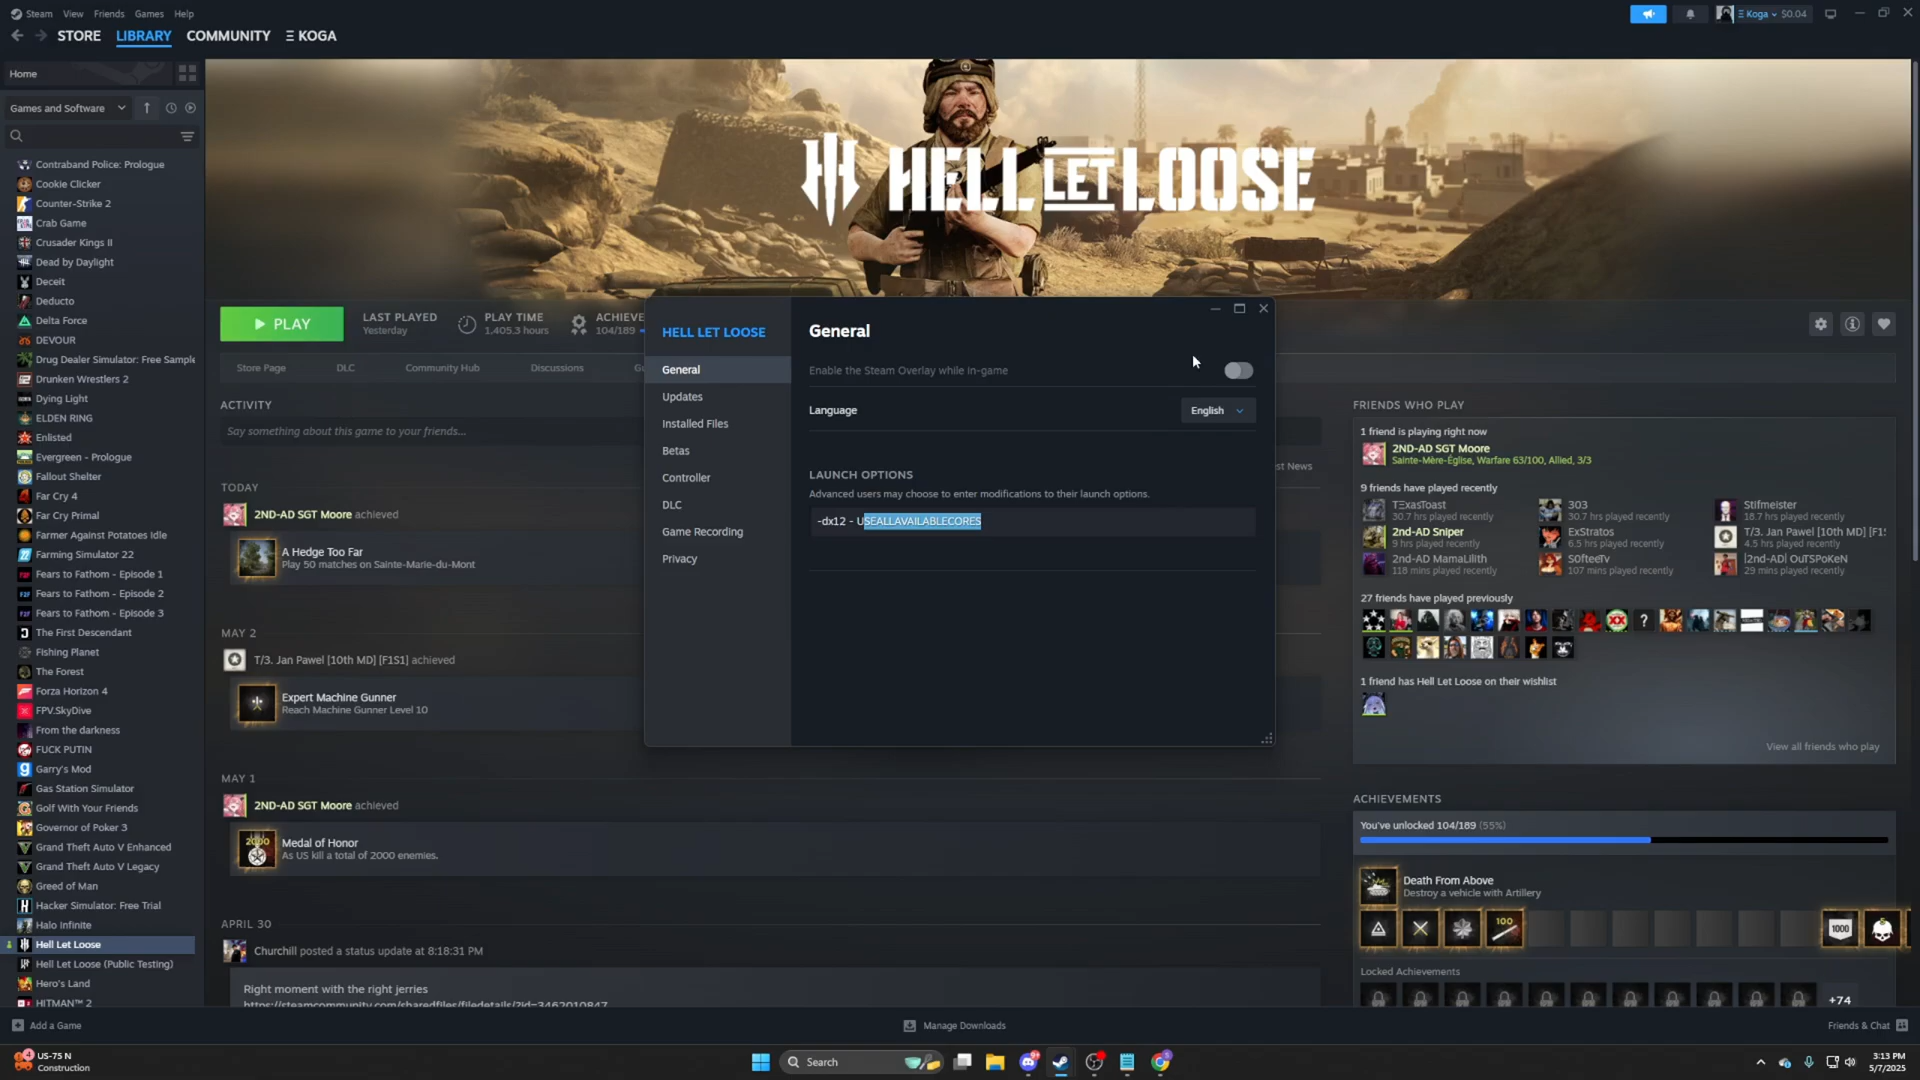 Steam View Friends Games Help
Koga $0.04
STORE LIBRARY COMMUNITY Ξ KOGA
Home
Games and Software
Contraband Police: Prologue
Cookie Clicker
Counter-Strike 2
Crab Game
Crusader Kings II
Dead by Daylight
Deceit
Deducto
Delta Force
DEVOUR
Drug Dealer Simulator: Free Sample
Drunken Wrestlers 2
Dying Light
ELDEN RING
Enlisted
Evergreen - Prologue
Fallout Shelter
Far Cry 4
Far Cry Primal
Farmer Against Potatoes Idle
Farming Simulator 22
Fears to Fathom - Episode 1
Fears to Fathom - Episode 2
Fears to Fathom - Episode 3
The First Descendant
Fishing Planet
The Forest
Forza Horizon 4
FPV.SkyDive
From the darkness
FUCK PUTIN
Garry's Mod
Gas Station Simulator
Golf With Your Friends
Governor of Poker 3
Grand Theft Auto V Enhanced
Grand Theft Auto V Legacy
Greed of Man
Hacker Simulator: Free Trial
Halo Infinite
Hell Let Loose
Hell Let Loose (Public Testing)
Hero's Land
HITMAN™ 2
HELL LET LOOSE
PLAY
LAST PLAYED
Yesterday
PLAY TIME
1,405.3 hours
ACHIEVE
104/189
Store Page DLC Community Hub Discussions
ACTIVITY
Say something about this game to your friends...
st News
TODAY
2ND-AD SGT Moore achieved
A Hedge Too Far
Play 50 matches on Sainte-Marie-du-Mont
MAY 2
T/3. Jan Pawel [10th MD] [F1S1] achieved
Expert Machine Gunner
Reach Machine Gunner Level 10
MAY 1
2ND-AD SGT Moore achieved
2000
Medal of Honor
As US kill a total of 2000 enemies.
APRIL 30
Churchill posted a status update at 8:18:31 PM
Right moment with the right jerries
https://steamcommunity.com/sharedfiles/filedetails/?id=3462010847
HELL LET LOOSE
General
Updates
Installed Files
Betas
Controller
DLC
Game Recording
Privacy
General
Enable the Steam Overlay while in-game
Language
English
LAUNCH OPTIONS
Advanced users may choose to enter modifications to their launch options.
-dx12 - USEALLAVAILABLECORES
FRIENDS WHO PLAY
1 friend is playing right now
2ND-AD SGT Moore
Sainte-Mère-Église, Warfare 63/100, Allied, 3/3
9 friends have played recently
TΞxasToast
30.7 hrs played recently
303
30.7 hrs played recently
Stifmeister
18.7 hrs played recently
2nd-AD Sniper
9 hrs played recently
ExStratos
6.5 hrs played recently
T/3. Jan Pawel [10th MD] [F1S
4.5 hrs played recently
2nd-AD MamaLilith
118 mins played recently
S0fteeTv
107 mins played recently
|2nd-AD| OuTSPoKeN
29 mins played recently
27 friends have played previously
1 friend has Hell Let Loose on their wishlist
View all friends who play
ACHIEVEMENTS
You've unlocked 104/189 (55%)
Death From Above
Destroy a vehicle with Artillery
100
1000
Locked Achievements
+74
Add a Game
Manage Downloads
Friends & Chat
US-75 N
Construction
Search
3:13 PM
5/7/2025